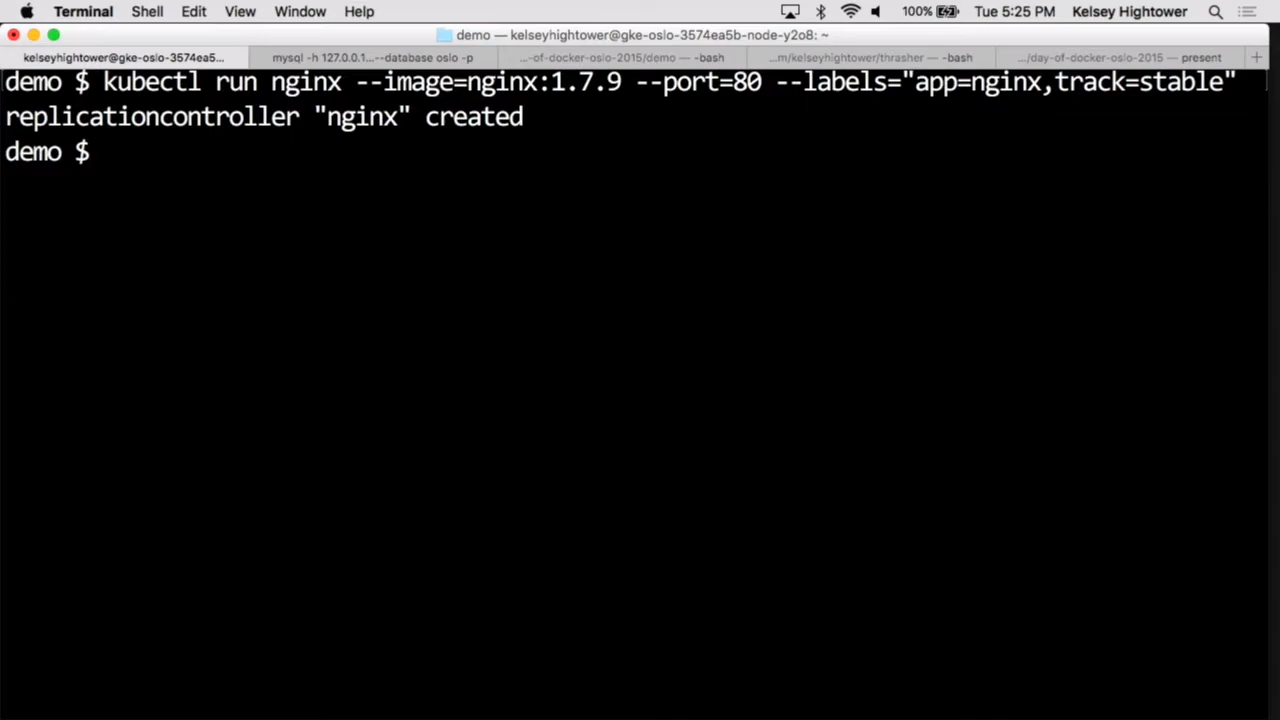 Terminal Shell Edit View Window Help 100% Tue 5:25 PM Kelsey Hightower
demo — kelseyhightower@gke-oslo-3574ea5b-node-y2o8: ~
kelseyhightower@gke-oslo-3574ea5... mysql -h 127.0.0.1...--database oslo -p ...-of-docker-oslo-2015/demo — -bash ...m/kelseyhightower/thrasher — -bash .../day-of-docker-oslo-2015 — present +
demo $ kubectl run nginx --image=nginx:1.7.9 --port=80 --labels="app=nginx,track=stable"
replicationcontroller "nginx" created
demo $